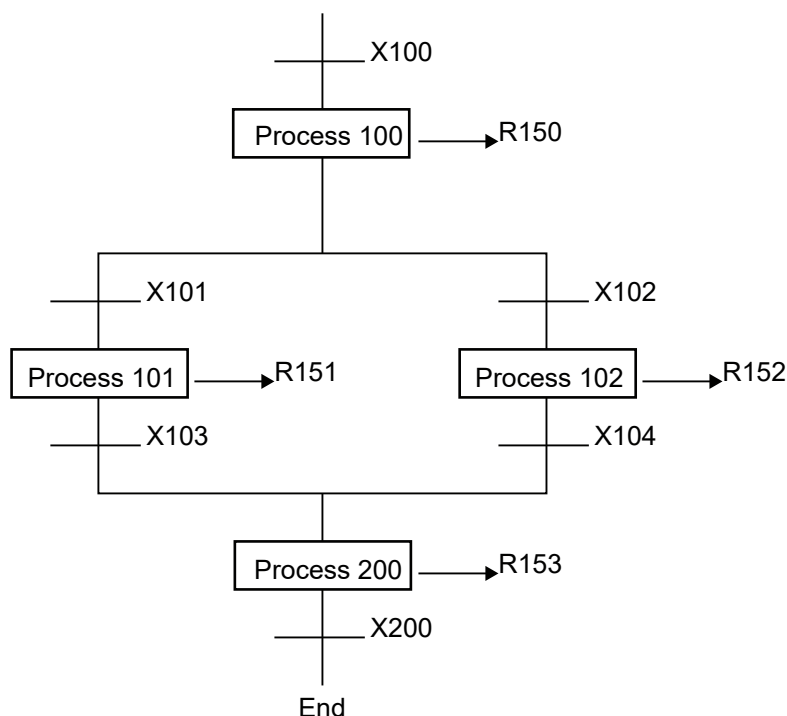 X100
Process 100
R150
X101
X102
Process 101
R151
Process 102
R152
X103
X104
Process 200
R153
X200
End